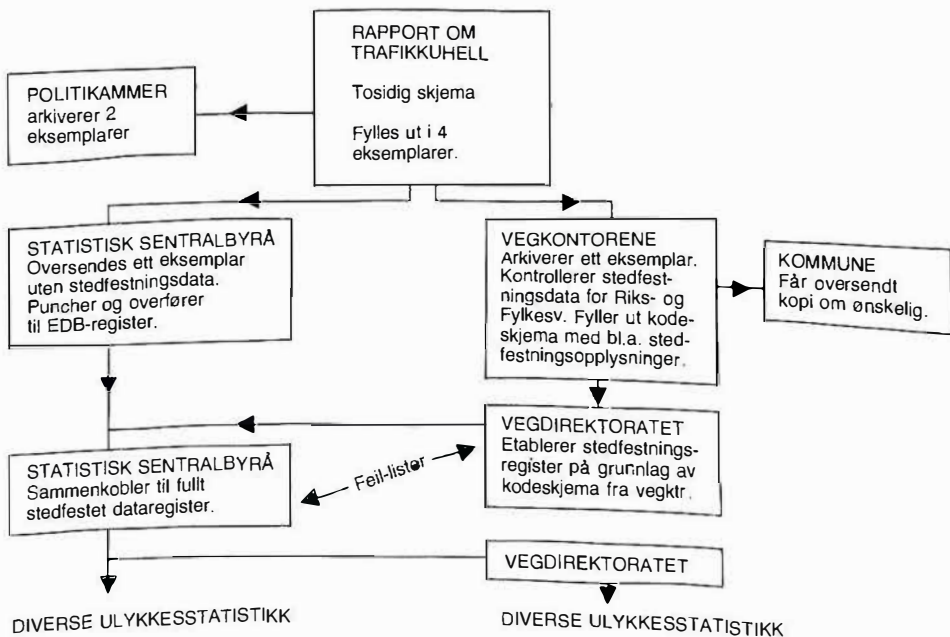 RAPPORT OM
TRAFIKKUHELL
Tosidig skjema
Fylles ut i 4
eksemplarer.
POLITIKAMMER
arkiverer 2
eksemplarer
STATISTISK SENTRALBYRÅ
Oversendes ett eksemplar
uten stedfestningsdata.
Puncher og overfører
til EDB-register.
VEGKONTORENE
Arkiverer ett eksemplar.
Kontrollerer stedfest-
ningsdata for Riks- og
Fylkesv. Fyller ut kode-
skjema med bl.a. sted-
festningsopplysninger.
KOMMUNE
Får oversendt
kopi om ønskelig.
STATISTISK SENTRALBYRÅ
Sammenkobler til fullt
stedfestet dataregister.
Feil-lister
VEGDIREKTORATET
Etablerer stedfestnings-
register på grunnlag av
kodeskjema fra vegktr.
VEGDIREKTORATET
DIVERSE ULYKKESSTATISTIKK
DIVERSE ULYKKESSTATISTIKK